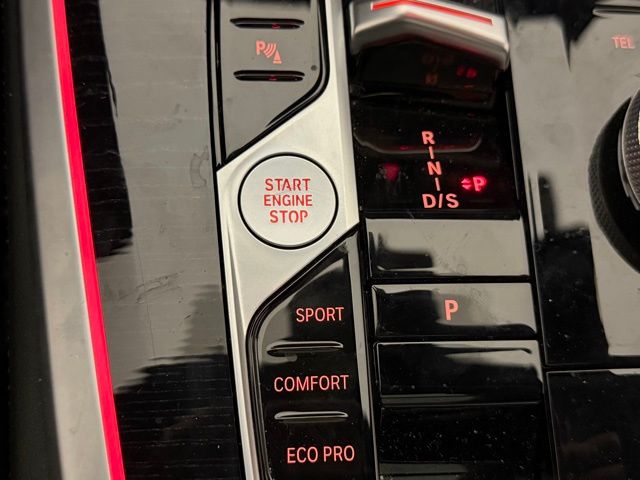 P
TEL
R
N
D/S
P
START
ENGINE
STOP
SPORT
P
COMFORT
ECO PRO